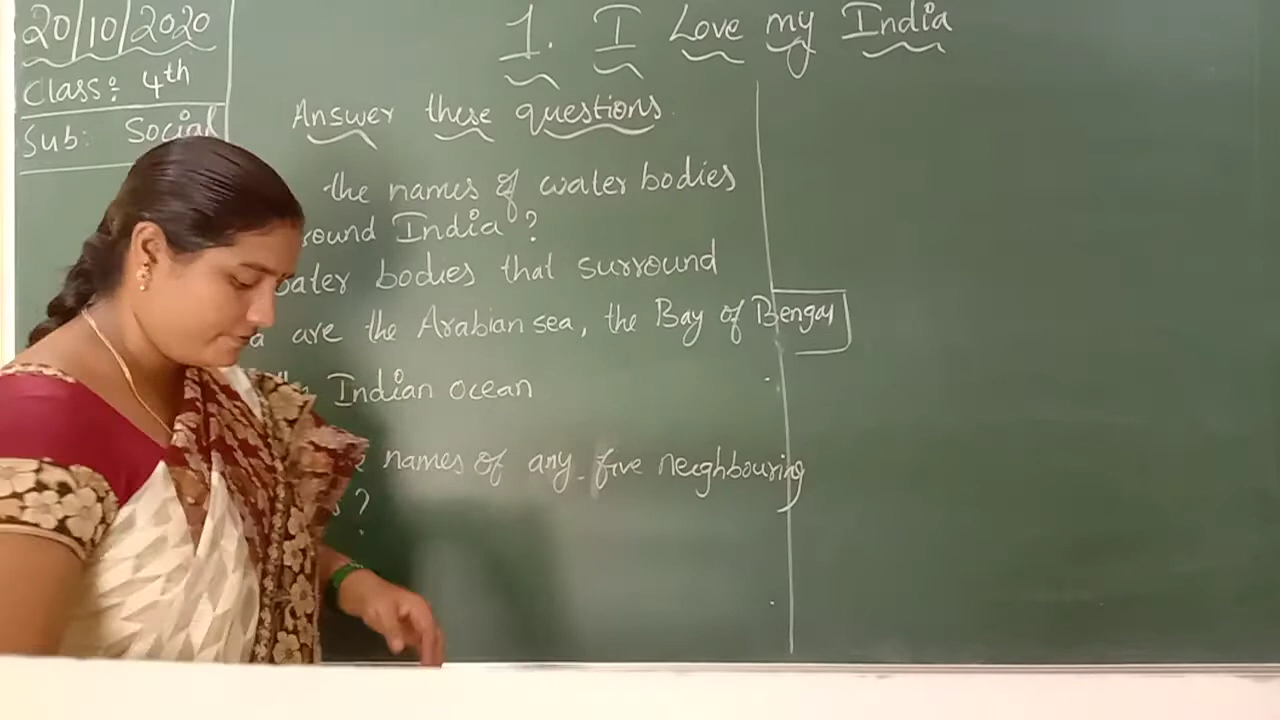 20/10/2020
Class: 4th
Sub: Social
1. I Love my India
Answer these questions.
the names of water bodies
round India?
water bodies that surround
a are the Arabian sea, the Bay of Bengal
the Indian ocean
names of any five neighbouring
s?